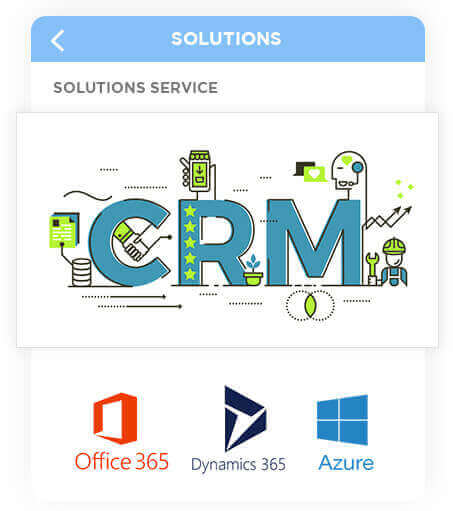 SOLUTIONS
SOLUTIONS SERVICE
CRM
Office 365
Dynamics 365
Azure